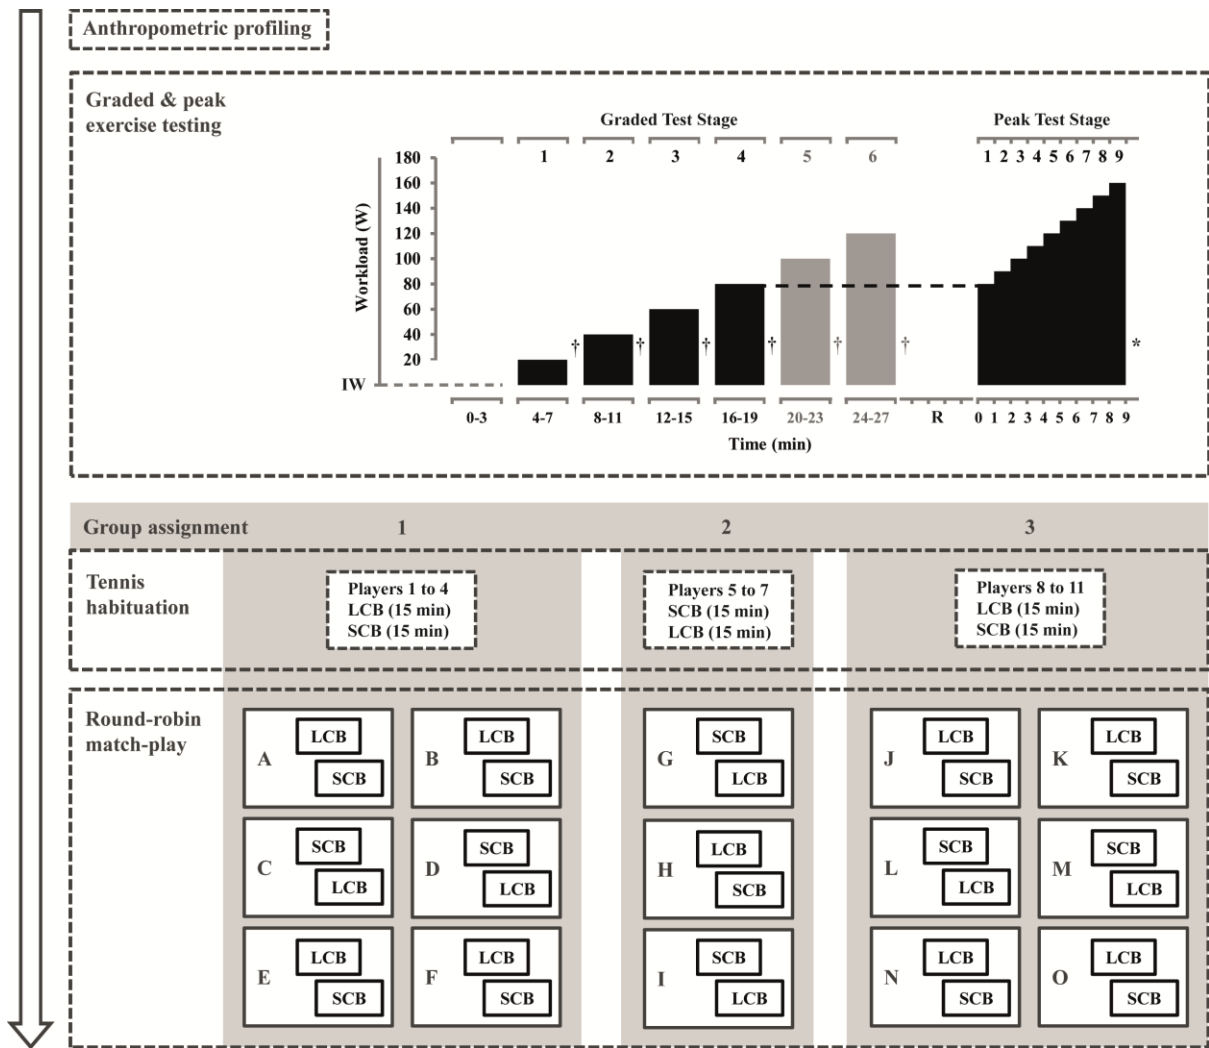 Anthropometric profiling
Graded & peak
exercise testing
Graded Test Stage
Peak Test Stage
1 2 3 4 5 6
1 2 3 4 5 6 7 8 9
Workload (W)
180
160
140
120
100
80
60
40
20
IW
† † † † † † *
0-3 4-7 8-11 12-15 16-19 20-23 24-27 R 0 1 2 3 4 5 6 7 8 9
Time (min)
Group assignment 1 2 3
Tennis
habituation
Players 1 to 4
LCB (15 min)
SCB (15 min)
Players 5 to 7
SCB (15 min)
LCB (15 min)
Players 8 to 11
LCB (15 min)
SCB (15 min)
Round-robin
match-play
A LCB SCB
B LCB SCB
G SCB LCB
J LCB SCB
K LCB SCB
C SCB LCB
D SCB LCB
H LCB SCB
L SCB LCB
M SCB LCB
E LCB SCB
F LCB SCB
I SCB LCB
N LCB SCB
O LCB SCB